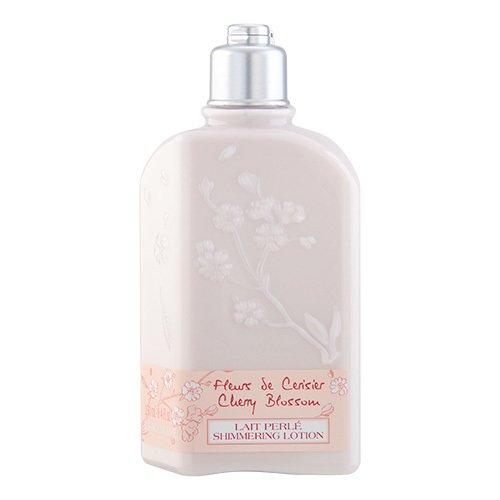 Fleurs de Cerisier
Cherry Blossom
LAIT PERLÉ
SHIMMERING LOTION